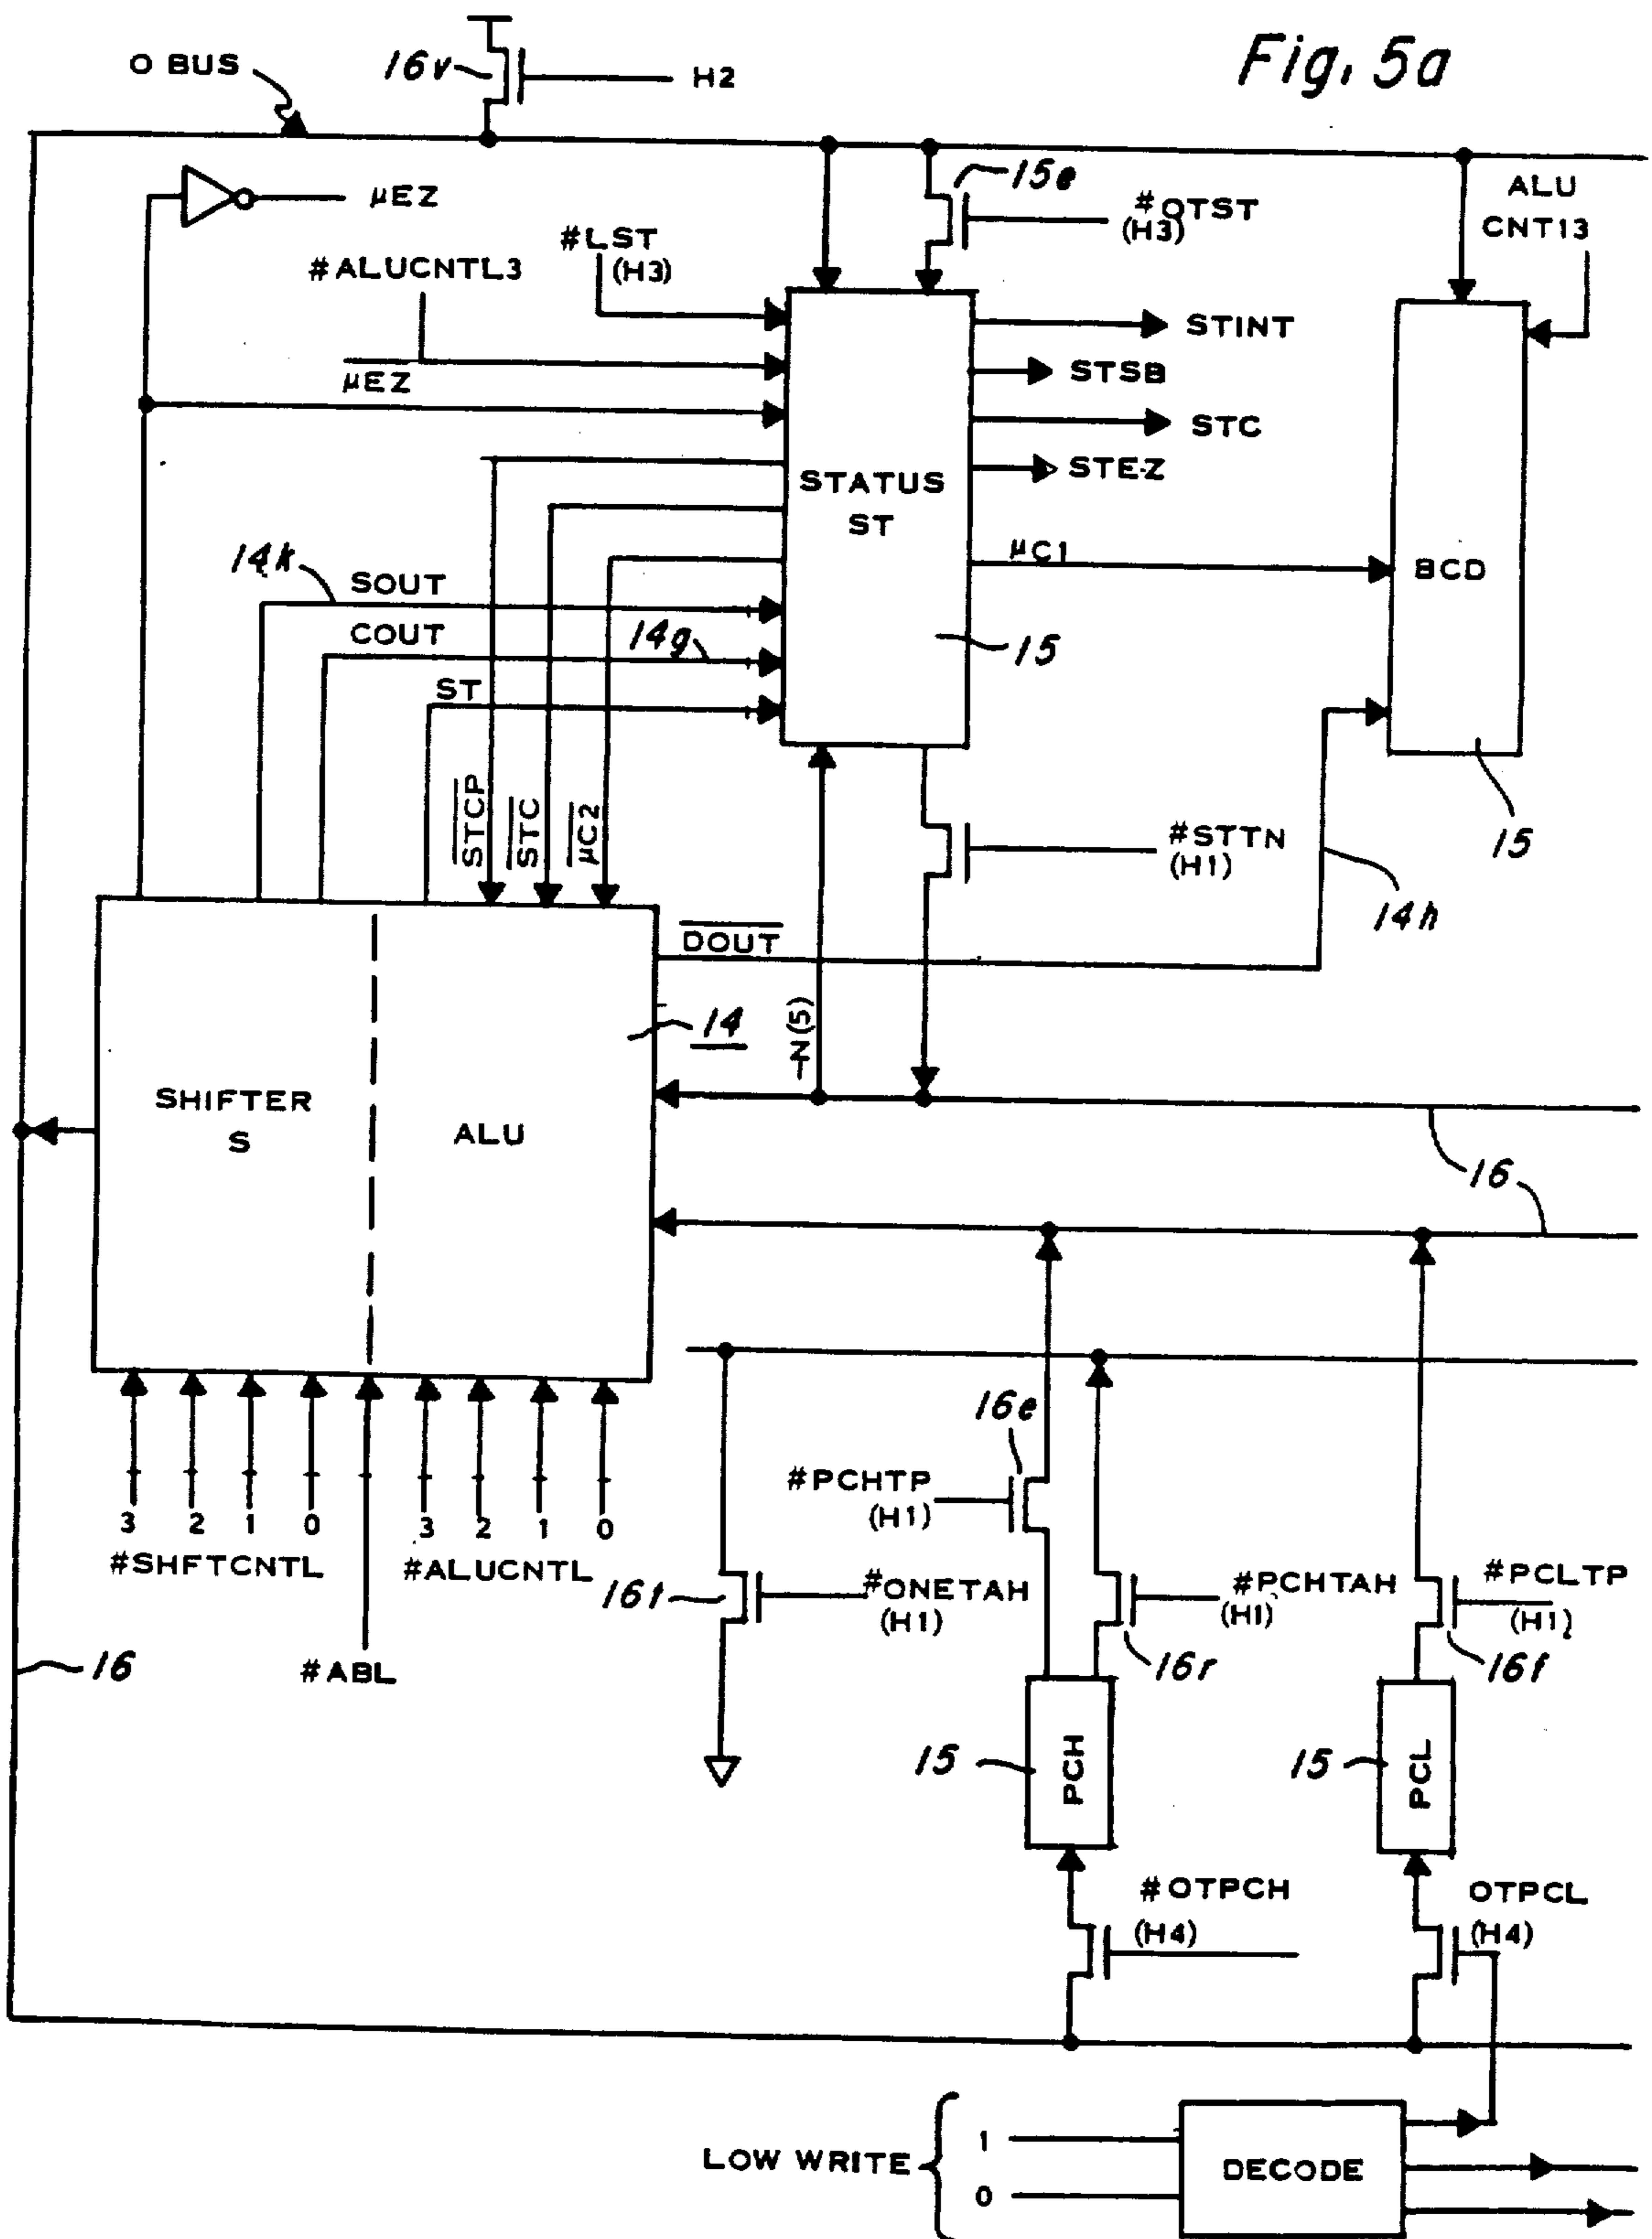 Fig. 5a
O BUS
16v
H2
µEZ
15e
#OTST
(H3)
ALU
CNT13
#LST
(H3)
#ALUCNTL3
µEZ
STINT
STSB
STC
STE-Z
STATUS
ST
µC1
BCD
14k
SOUT
COUT
14g
ST
15
STCP
STC
µC2
#STTN
(H1)
15
14h
DOUT
14
N(5)
SHIFTER
S
ALU
16
16e
#PCHTP
(H1)
3 2 1 0
3 2 1 0
#SHFTCNTL
#ALUCNTL
16t
#ONETAH
(H1)
#PCHTAH
(H1)
#PCLTP
(H1)
16
#ABL
16r
16f
15
PCH
15
PCL
#OTPCH
(H4)
OTPCL
(H4)
LOW WRITE
1
0
DECODE